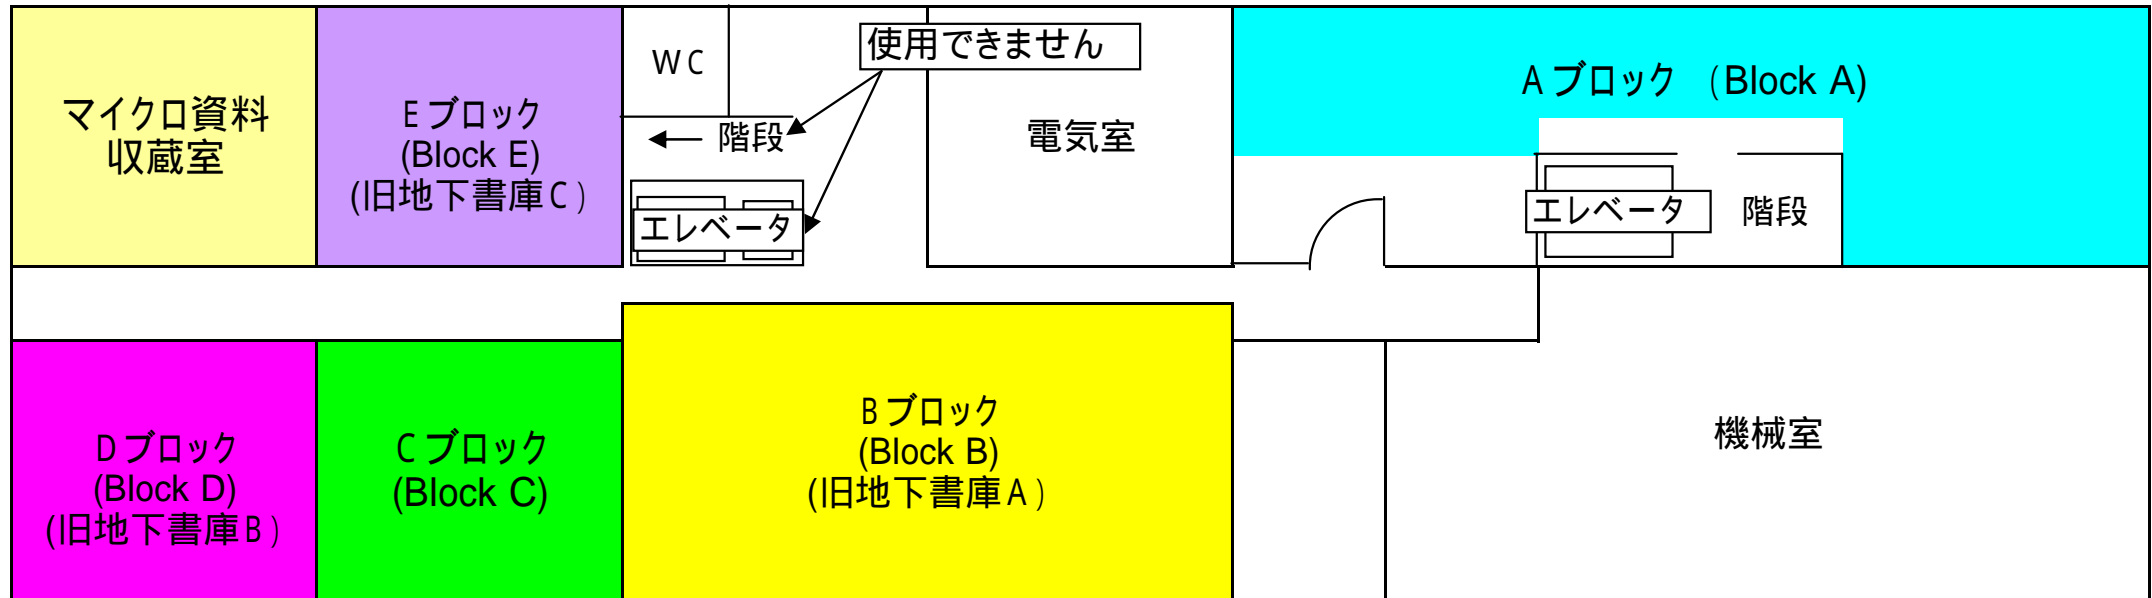 マイクロ資料
収蔵室
Eブロック
(Block E)
(旧地下書庫C)
WC
使用できません
階段
エレベータ
電気室
Aブロック (Block A)
エレベータ
階段
Dブロック
(Block D)
(旧地下書庫B)
Cブロック
(Block C)
Bブロック
(Block B)
(旧地下書庫A)
機械室